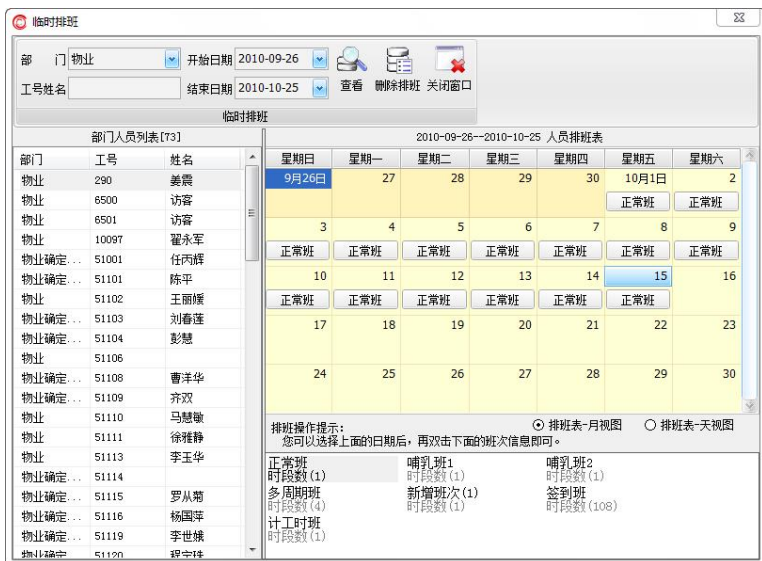 临时排班
部 门 物业 开始日期 2010-09-26 查看 删除排班 关闭窗口
工号姓名 结束日期 2010-10-25
临时排班
部门人员列表[73]
部门 工号 姓名
物业 290 姜震
物业 6500 访客
物业 6501 访客
物业 10097 翟永军
物业确定... 51001 任丙辉
物业确定... 51101 陈平
物业 51102 王丽媛
物业确定... 51103 刘春莲
物业确定... 51104 彭慧
物业 51106
物业确定... 51108 曹洋华
物业确定... 51109 齐双
物业 51110 马慧敏
物业 51111 徐雅静
物业 51113 李玉华
物业确定... 51114
物业确定... 51115 罗从菊
物业确定... 51116 杨国萍
物业确定... 51119 李世娥
物业确定 51120 程宝珠
2010-09-26--2010-10-25 人员排班表
星期日 星期一 星期二 星期三 星期四 星期五 星期六
9月26日 27 28 29 30 10月1日 2
正常班 正常班
3 4 5 6 7 8 9
正常班 正常班 正常班 正常班 正常班 正常班 正常班
10 11 12 13 14 15 16
正常班 正常班 正常班 正常班 正常班 正常班
17 18 19 20 21 22 23
24 25 26 27 28 29 30
排班操作提示: 排班表-月视图 排班表-天视图
您可以选择上面的日期后，再双击下面的班次信息即可。
正常班 哺乳班1 哺乳班2
时段数(1) 时段数(1) 时段数(1)
多周期班 新增班次(1) 签到班
时段数(4) 时段数(1) 时段数(108)
计工时班
时段数(1)